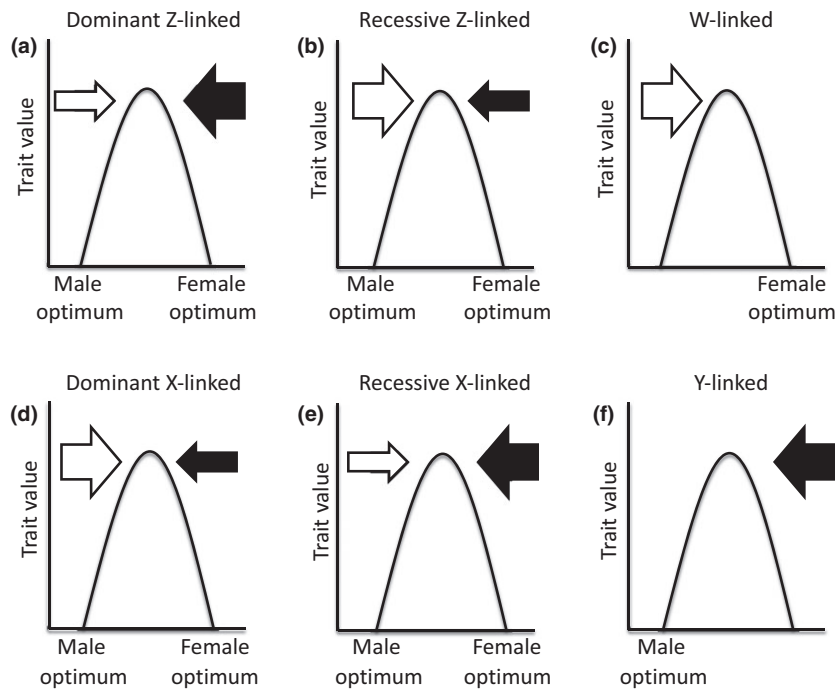 Dominant Z-linked
(a)
Trait value
Male optimum
Female optimum
Recessive Z-linked
(b)
Trait value
Male optimum
Female optimum
W-linked
(c)
Trait value
Female optimum
Dominant X-linked
(d)
Trait value
Male optimum
Female optimum
Recessive X-linked
(e)
Trait value
Male optimum
Female optimum
Y-linked
(f)
Trait value
Male optimum